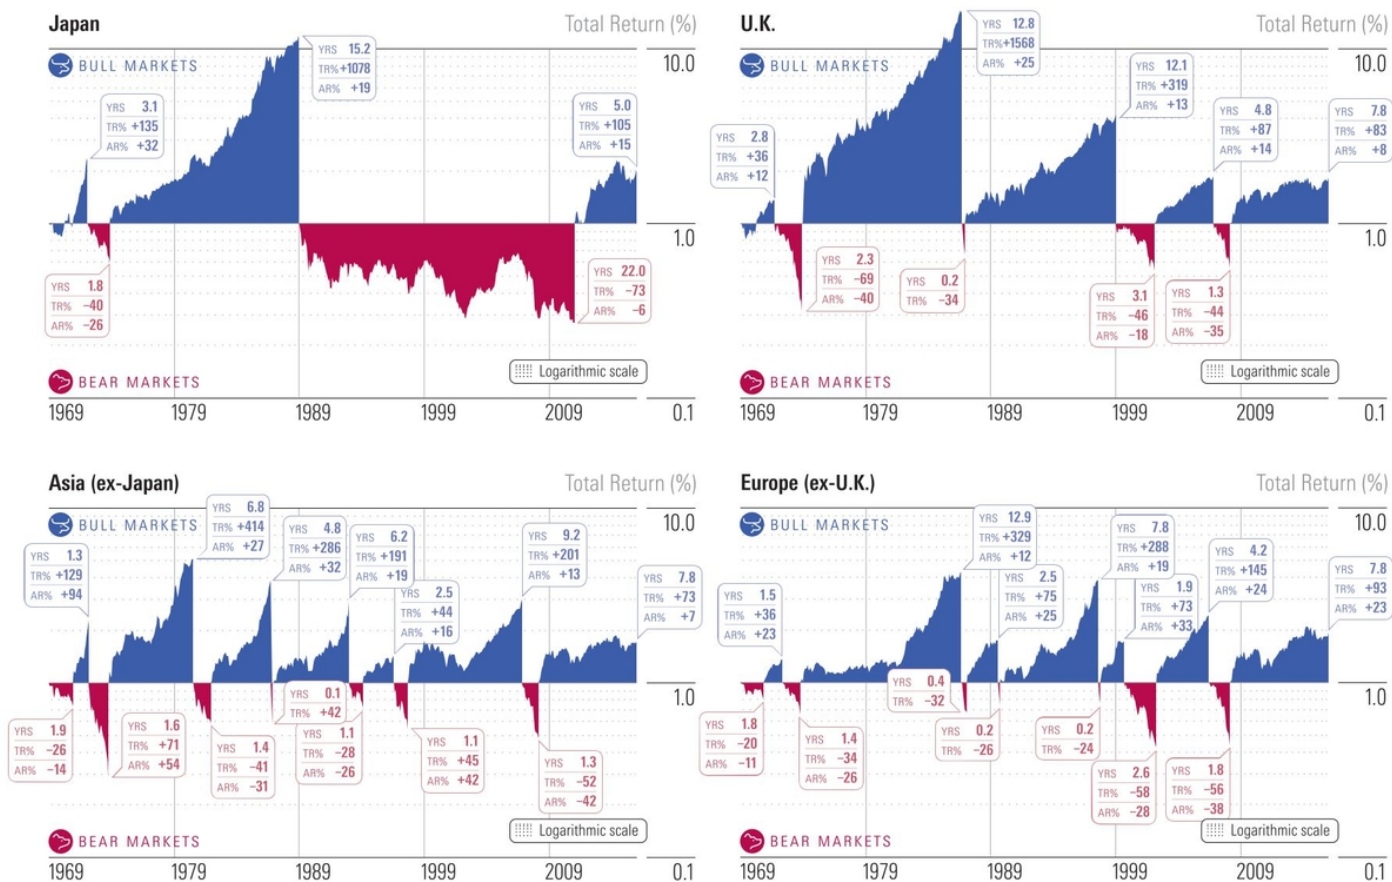 Japan
Total Return (%)
BULL MARKETS
YRS 3.1
TR% +135
AR% +32
YRS 15.2
TR% +1078
AR% +19
YRS 5.0
TR% +105
AR% +15
10.0
1.0
YRS 1.8
TR% −40
AR% −26
YRS 22.0
TR% −73
AR% −6
BEAR MARKETS
Logarithmic scale
1969 1979 1989 1999 2009 0.1
U.K.
Total Return (%)
BULL MARKETS
YRS 2.8
TR% +36
AR% +12
YRS 12.8
TR% +1568
AR% +25
YRS 12.1
TR% +319
AR% +13
YRS 4.8
TR% +87
AR% +14
YRS 7.8
TR% +83
AR% +8
10.0
1.0
YRS 2.3
TR% −69
AR% −40
YRS 0.2
TR% −34
YRS 3.1
TR% −46
AR% −18
YRS 1.3
TR% −44
AR% −35
BEAR MARKETS
Logarithmic scale
1969 1979 1989 1999 2009 0.1
Asia (ex-Japan)
Total Return (%)
BULL MARKETS
YRS 1.3
TR% +129
AR% +94
YRS 6.8
TR% +414
AR% +27
YRS 4.8
TR% +286
AR% +32
YRS 6.2
TR% +191
AR% +19
YRS 2.5
TR% +44
AR% +16
YRS 9.2
TR% +201
AR% +13
YRS 7.8
TR% +73
AR% +7
10.0
1.0
YRS 1.9
TR% −26
AR% −14
YRS 1.6
TR% +71
AR% +54
YRS 1.4
TR% −41
AR% −31
YRS 0.1
TR% +42
YRS 1.1
TR% −28
AR% −26
YRS 1.1
TR% +45
AR% +42
YRS 1.3
TR% −52
AR% −42
BEAR MARKETS
Logarithmic scale
1969 1979 1989 1999 2009 0.1
Europe (ex-U.K.)
Total Return (%)
BULL MARKETS
YRS 1.5
TR% +36
AR% +23
YRS 12.9
TR% +329
AR% +12
YRS 2.5
TR% +75
AR% +25
YRS 7.8
TR% +288
AR% +19
YRS 1.9
TR% +73
AR% +33
YRS 4.2
TR% +145
AR% +24
YRS 7.8
TR% +93
AR% +23
10.0
1.0
YRS 1.8
TR% −20
AR% −11
YRS 1.4
TR% −34
AR% −26
YRS 0.4
TR% −32
YRS 0.2
TR% −26
YRS 0.2
TR% −24
YRS 2.6
TR% −58
AR% −28
YRS 1.8
TR% −56
AR% −38
BEAR MARKETS
Logarithmic scale
1969 1979 1989 1999 2009 0.1